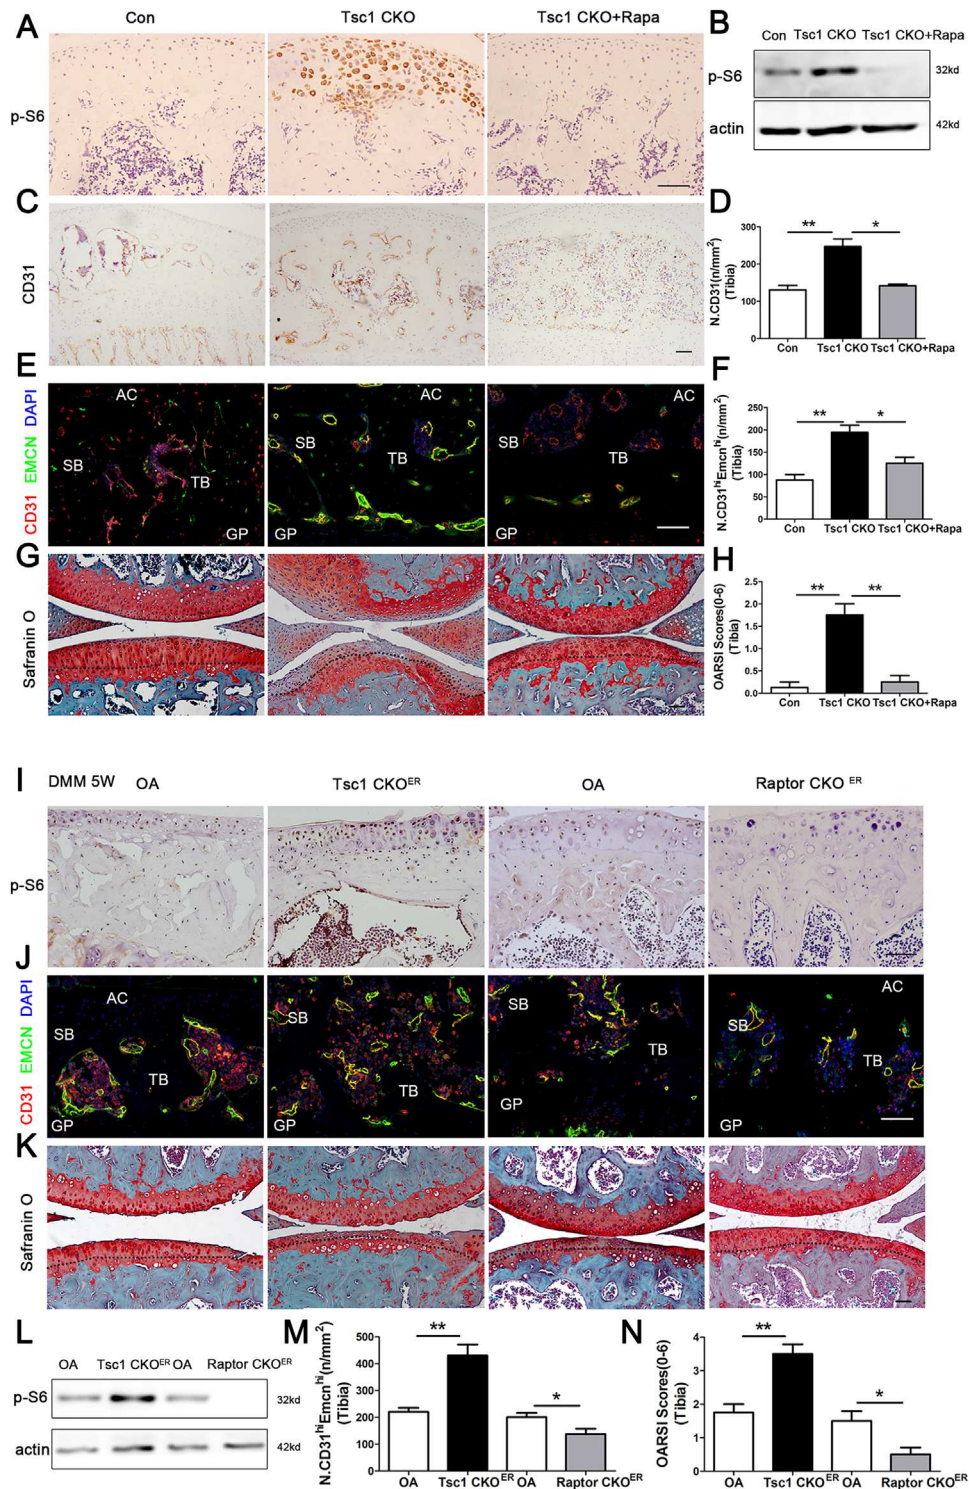 A
Con
Tsc1 CKO
Tsc1 CKO+Rapa
p-S6
B
Con Tsc1 CKO Tsc1 CKO+Rapa
p-S6
32kd
actin
42kd
C
CD31
D
N.CD31(n/mm²)
(Tibia)
300
200
100
0
**
*
Con
Tsc1 CKO
Tsc1 CKO+Rapa
E
CD31 EMCN DAPI
AC
SB
TB
GP
AC
SB
TB
GP
AC
SB
TB
GP
F
N.CD31ʰⁱEmcnʰⁱ(n/mm²)
(Tibia)
250
200
150
100
50
0
**
*
Con
Tsc1 CKO
Tsc1 CKO+Rapa
G
Safranin O
H
OARSI Scores(0-6)
(Tibia)
2.5
2.0
1.5
1.0
0.5
0.0
**
**
Con
Tsc1 CKO
Tsc1 CKO+Rapa
I
DMM 5W
OA
Tsc1 CKOᴱᴿ
OA
Raptor CKO ᴱᴿ
p-S6
J
CD31 EMCN DAPI
AC
SB
TB
GP
SB
TB
GP
SB
TB
GP
AC
SB
TB
GP
K
Safranin O
L
OA
Tsc1 CKOᴱᴿ
OA
Raptor CKOᴱᴿ
p-S6
32kd
actin
42kd
M
N.CD31ʰⁱEmcnʰⁱ(n/mm²)
(Tibia)
500
400
300
200
100
0
**
*
OA
Tsc1 CKOᴱᴿ
OA
Raptor CKOᴱᴿ
N
OARSI Scores(0-6)
(Tibia)
4
3
2
1
0
**
*
OA
Tsc1 CKOᴱᴿ
OA
Raptor CKOᴱᴿ